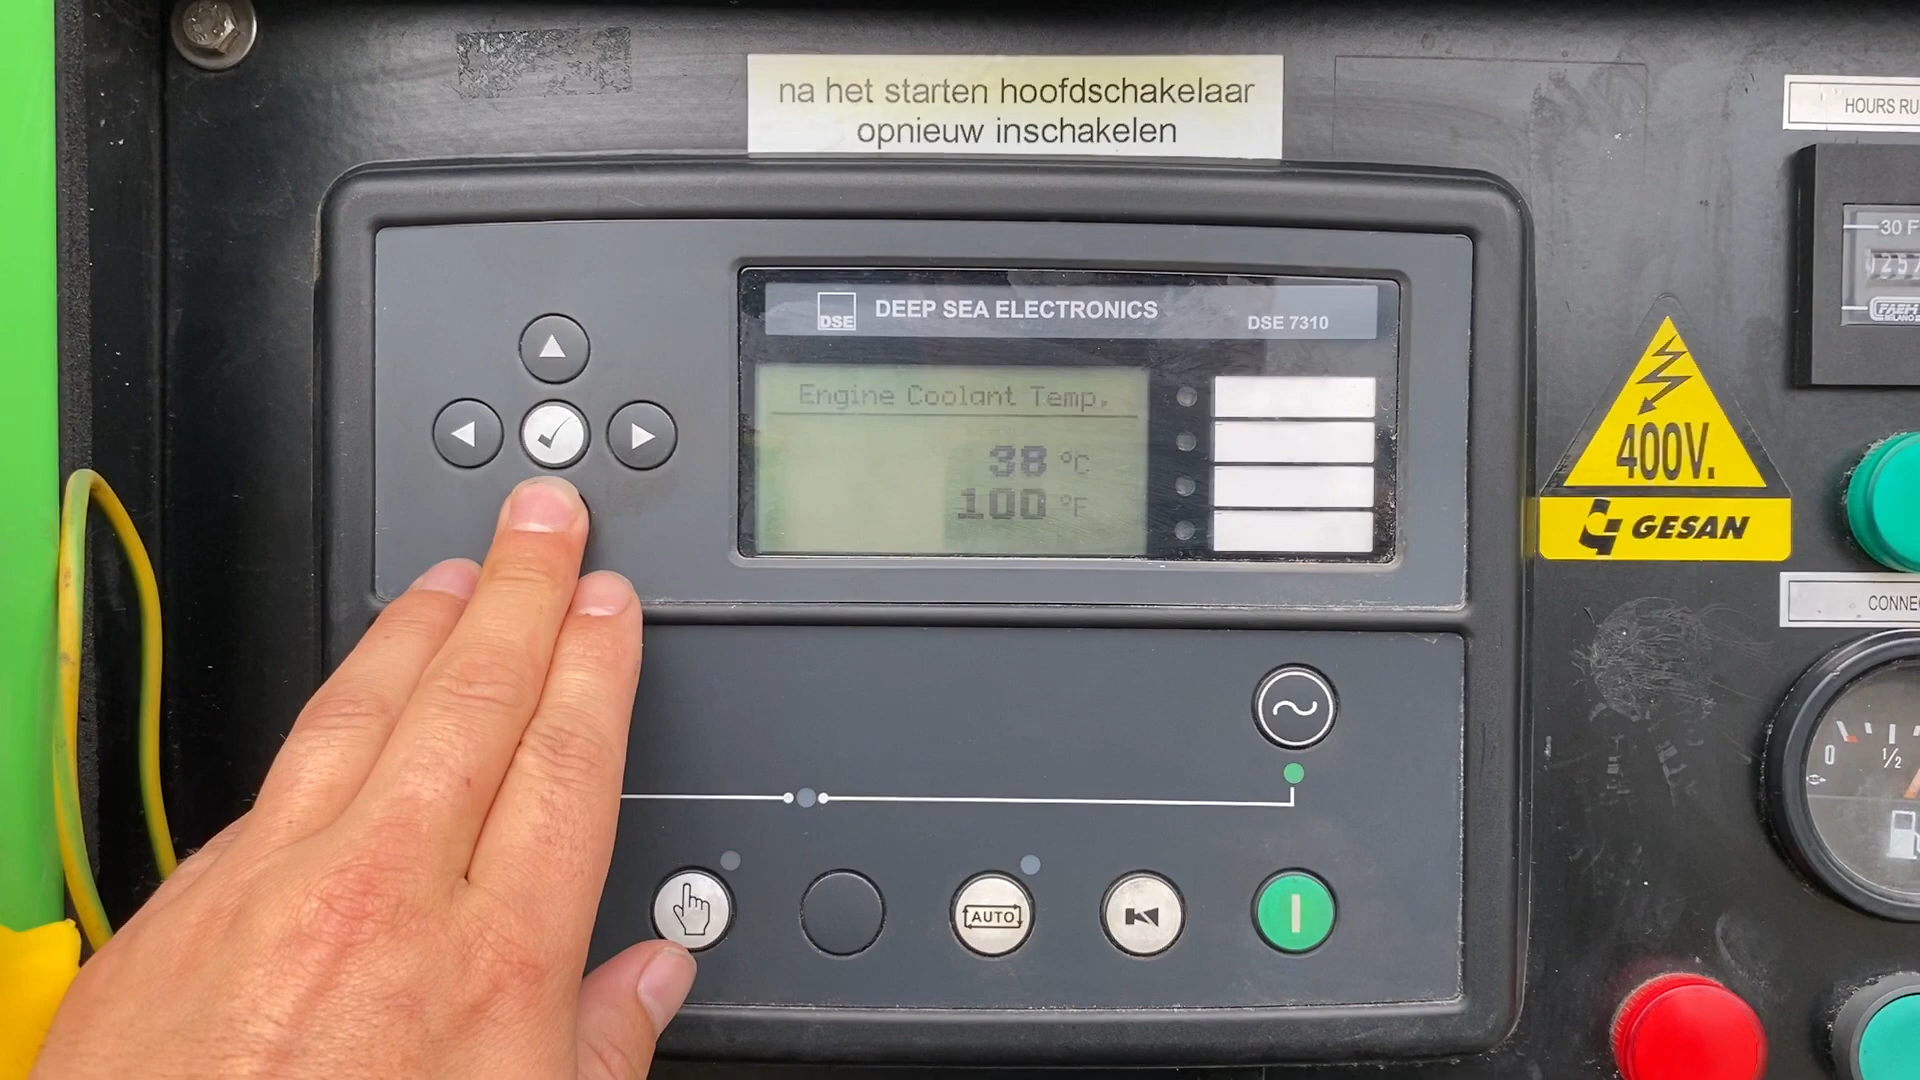 na het starten hoofdschakelaar
opnieuw inschakelen
HOURS RU
30 F
DSE
DEEP SEA ELECTRONICS
DSE 7310
Engine Coolant Temp.
38 °C
100 °F
400V.
GESAN
CONNE
0
1/2
AUTO